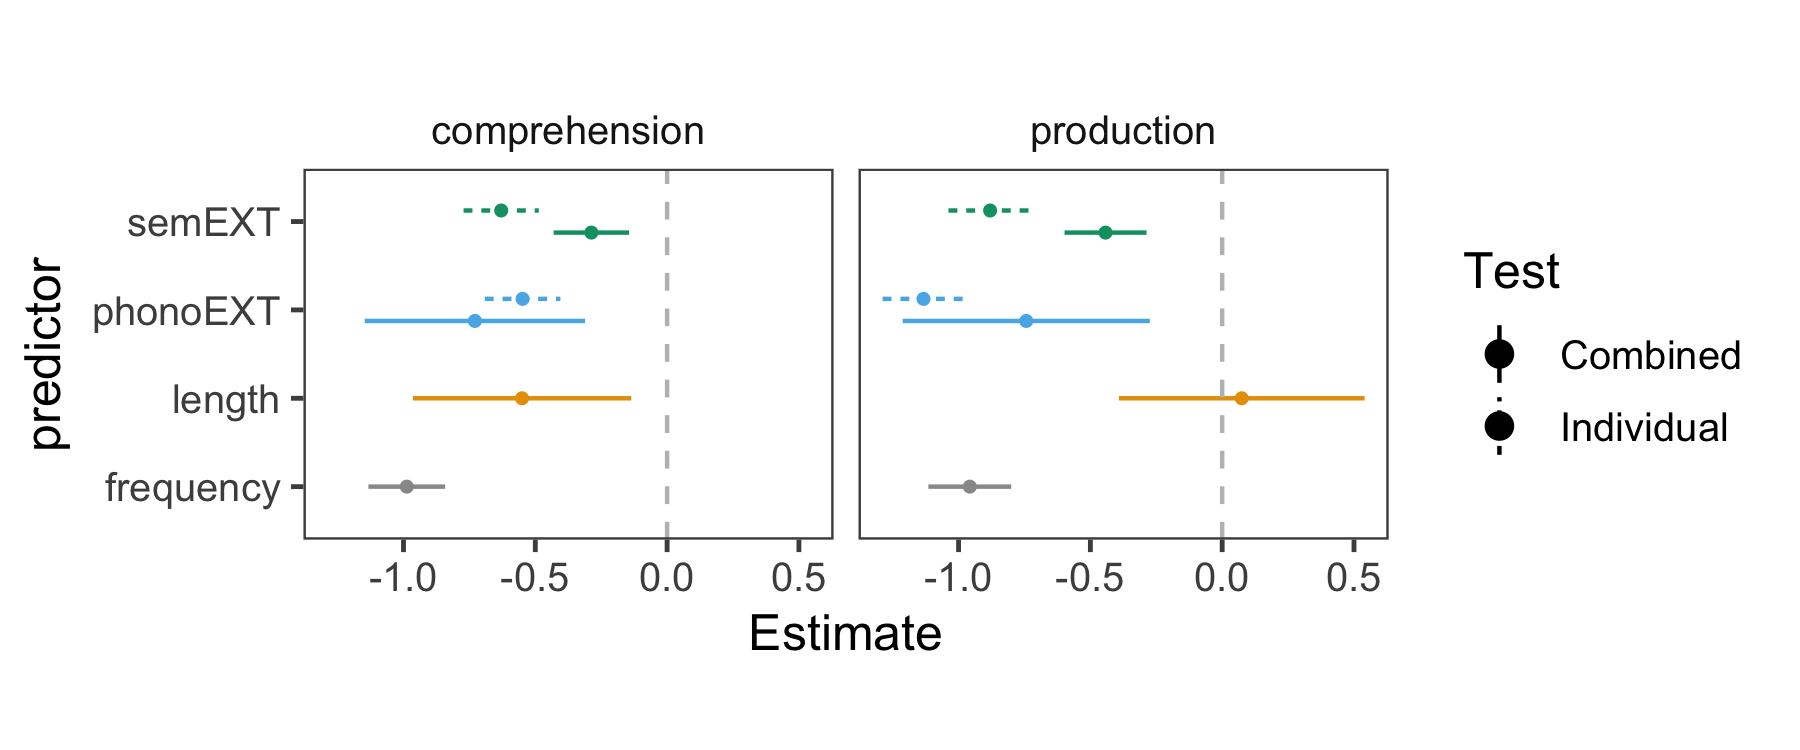 comprehension production
semEXT
phonoEXT
length
frequency
predictor
-1.0 -0.5 0.0 0.5 -1.0 -0.5 0.0 0.5
Estimate
Test
Combined
Individual